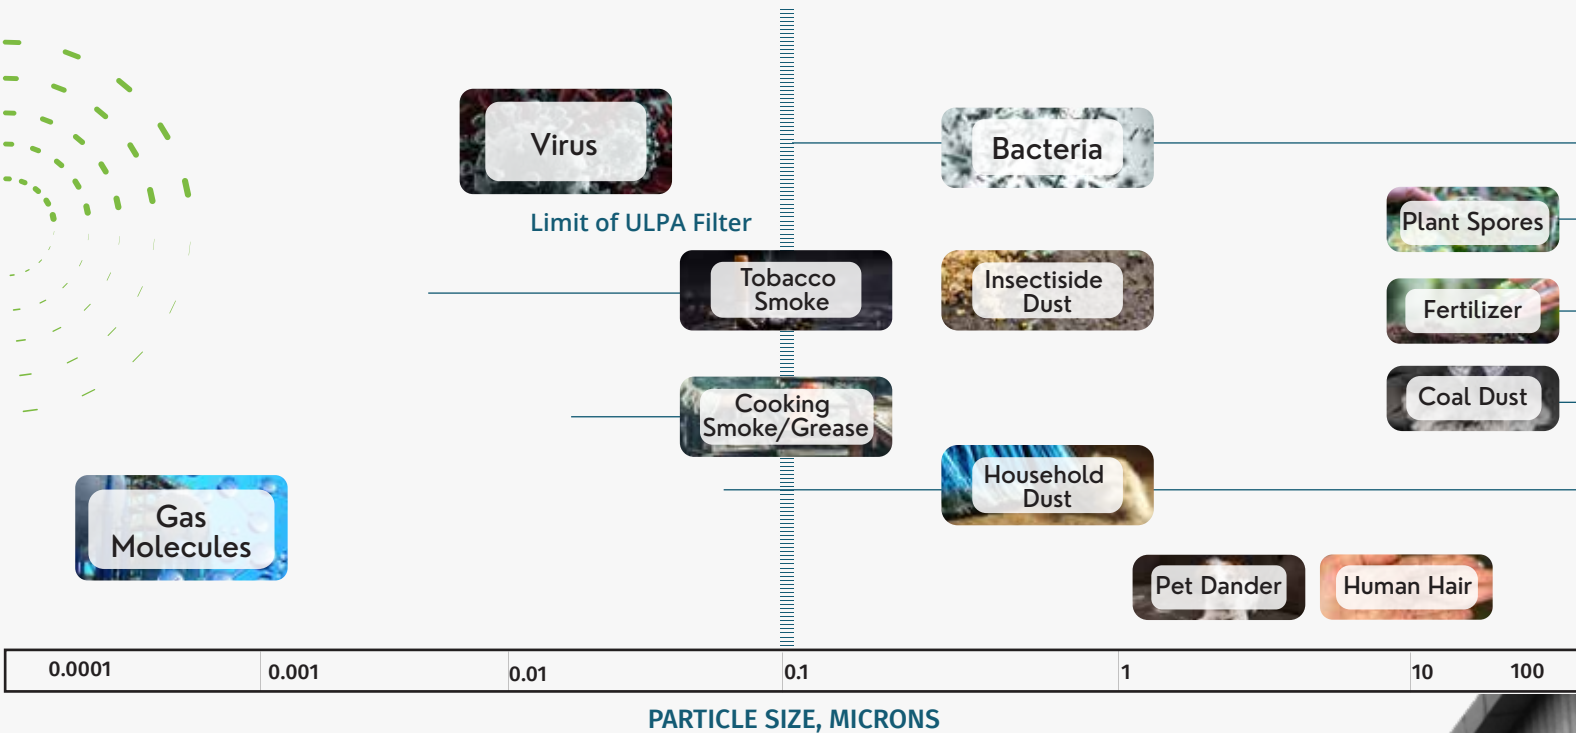 Virus
Bacteria
Plant Spores
Limit of ULPA Filter
Tobacco
Smoke
Insectiside
Dust
Fertilizer
Cooking
Smoke/Grease
Coal Dust
Household
Dust
Gas
Molecules
Pet Dander
Human Hair
0.0001 0.001 0.01 0.1 1 10 100
PARTICLE SIZE, MICRONS